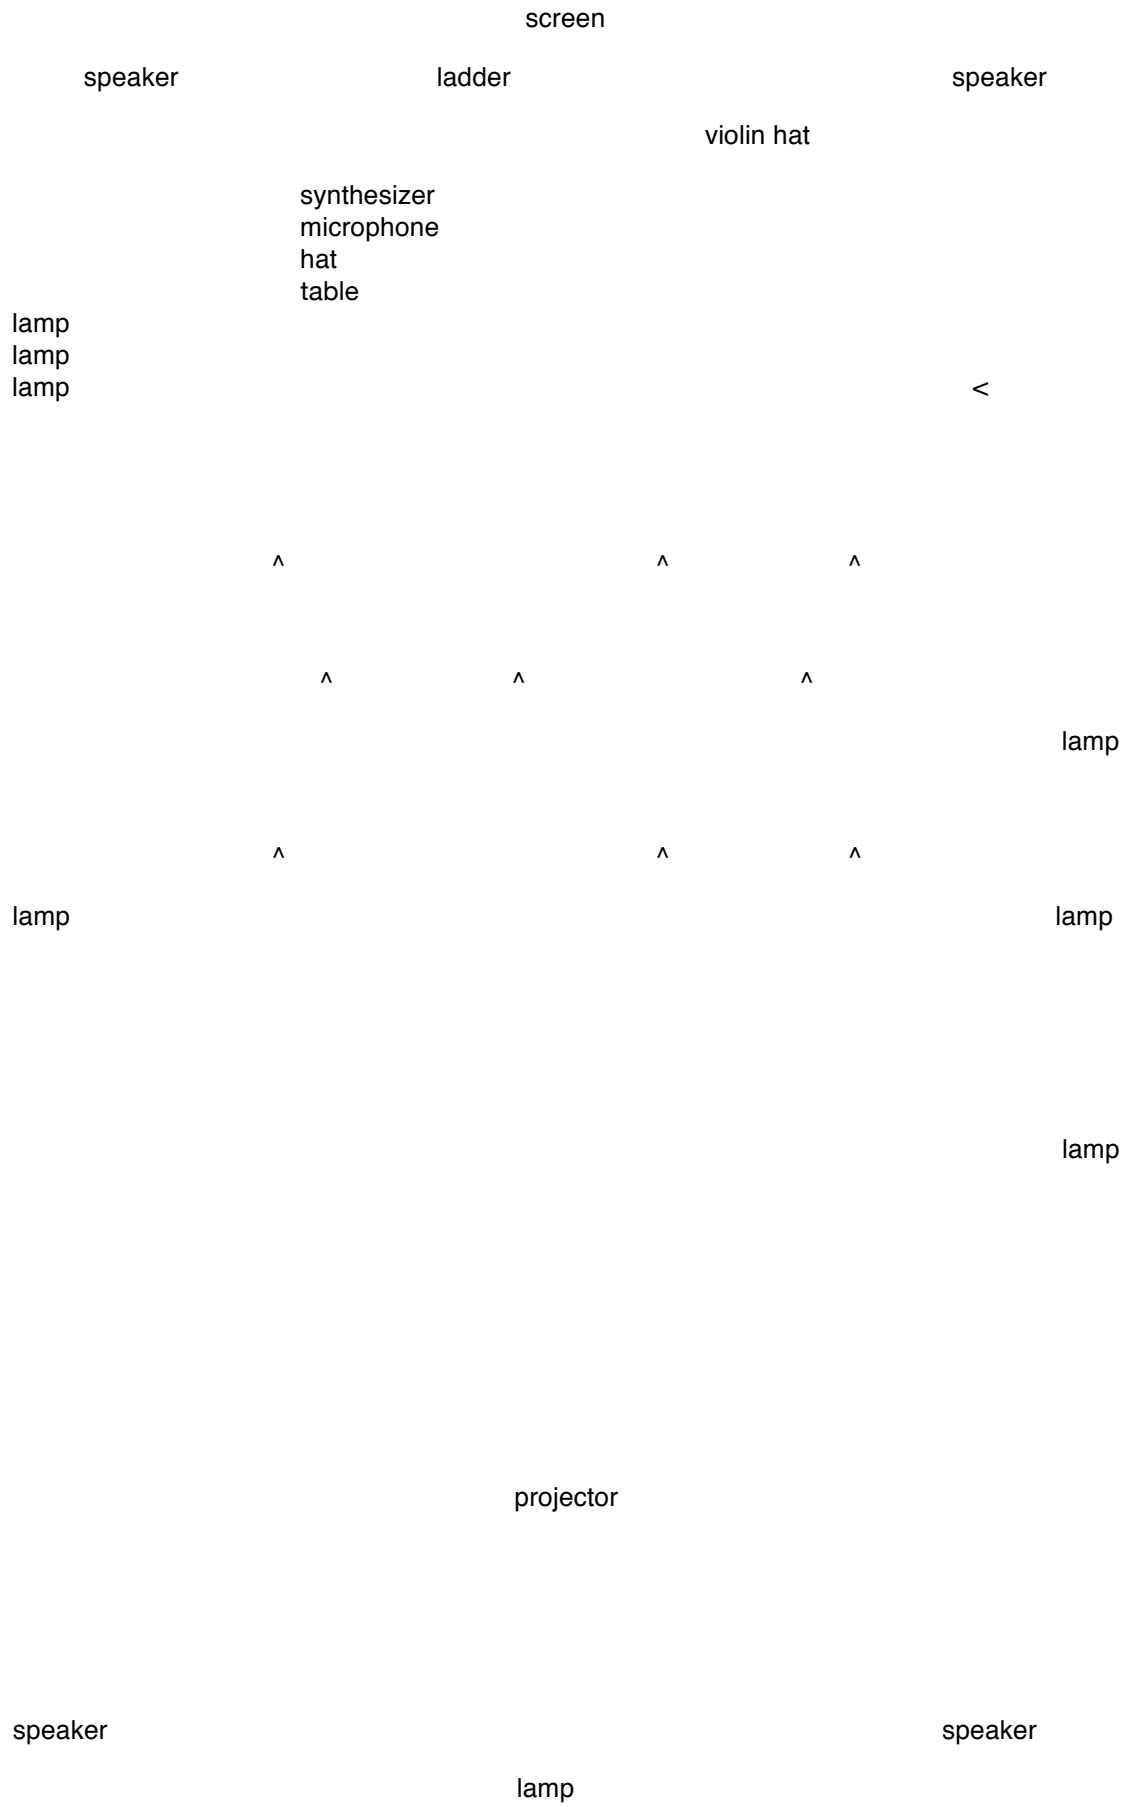 screen
speaker ladder speaker
violin hat
synthesizer
microphone
hat
table
lamp
lamp
lamp <
^ ^ ^
^ ^ ^
lamp
^ ^ ^
lamp lamp
lamp
projector
speaker speaker
lamp